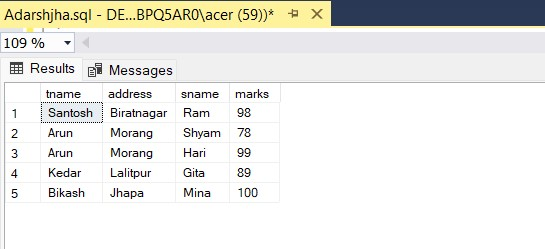 Adarshjha.sql - DE...BPQ5AR0\acer (59))*
109 %
Results Messages
tname address sname marks
1 Santosh Biratnagar Ram 98
2 Arun Morang Shyam 78
3 Arun Morang Hari 99
4 Kedar Lalitpur Gita 89
5 Bikash Jhapa Mina 100